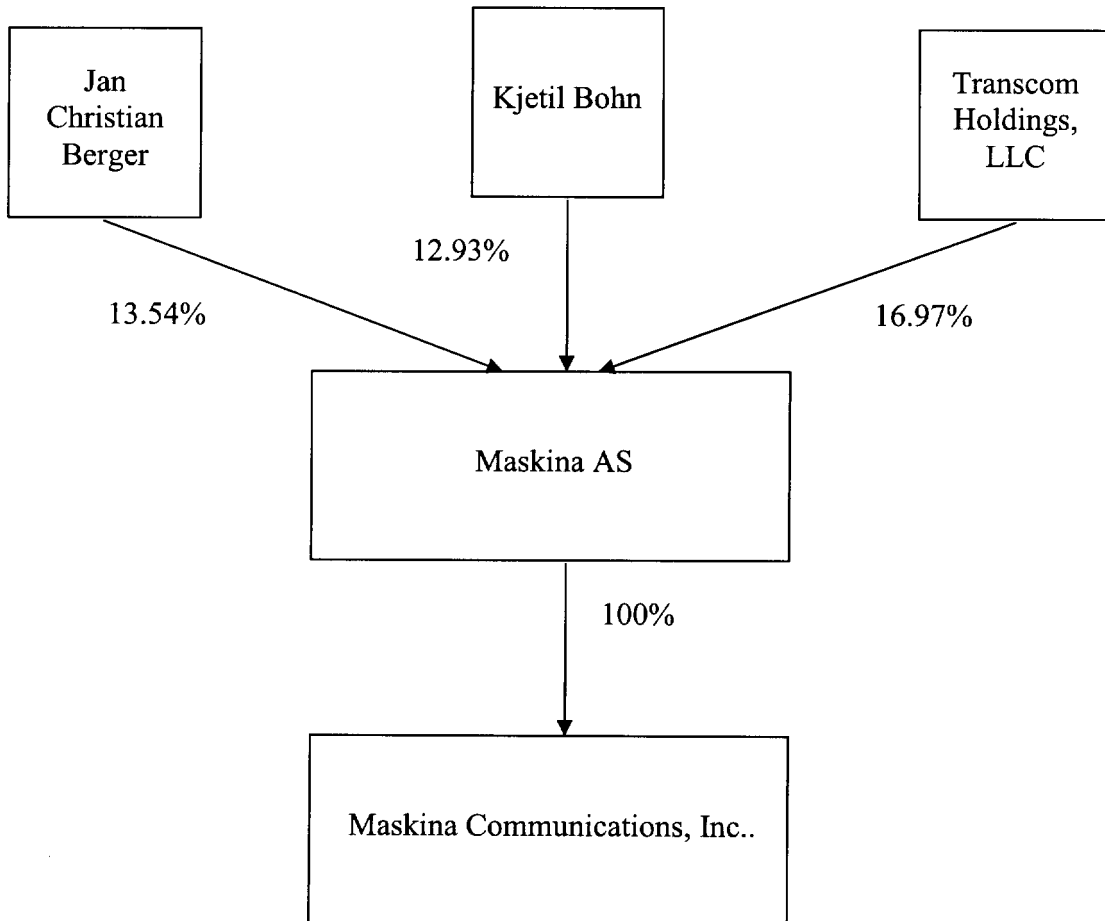 Jan
Christian
Berger
Kjetil Bohn
Transcom
Holdings,
LLC
12.93%
13.54%
16.97%
Maskina AS
100%
Maskina Communications, Inc..